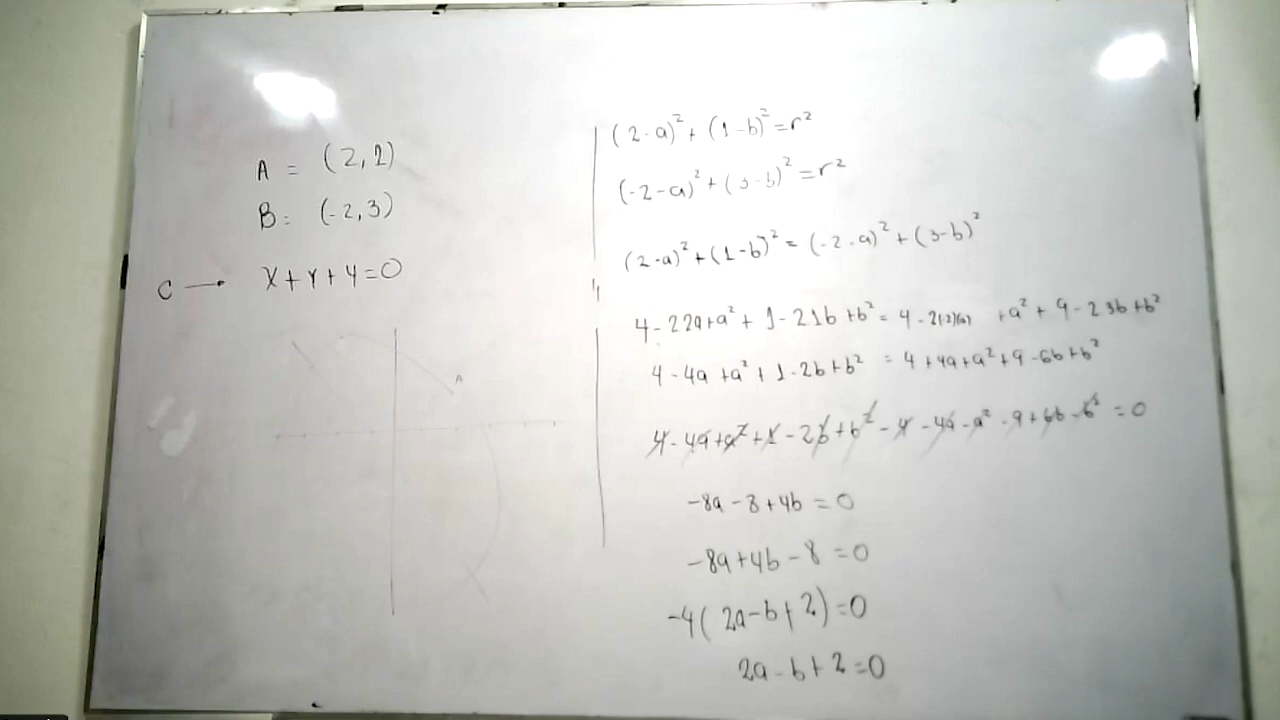 A = (2,1)
B = (-2,3)
C → X+Y+4=0
A
(2-a)²+(1-b)²=r²
(-2-a)²+(3-b)²=r²
(2-a)²+(1-b)²=(-2-a)²+(3-b)²
4-22a+a²+1-21b+b²=4-2(-2)(a) +a²+9-23b+b²
4-4a+a²+1-2b+b²=4+4a+a²+9-6b+b²
4-4a+a²+1-2b+b²-4-4a-a²-9+6b-b²=0
-8a-8+4b=0
-8a+4b-8=0
-4(2a-b+2)=0
2a-b+2=0